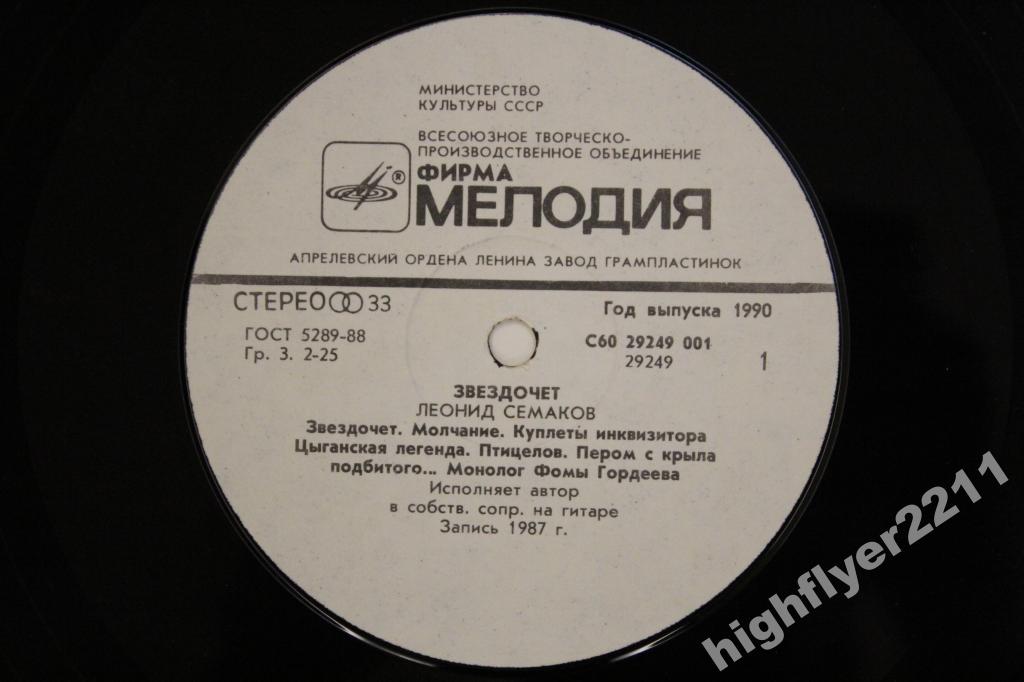 МИНИСТЕРСТВО
КУЛЬТУРЫ СССР
ВСЕСОЮЗНОЕ ТВОРЧЕСКО-
ПРОИЗВОДСТВЕННОЕ ОБЪЕДИНЕНИЕ
®
ФИРМА
МЕЛОДИЯ
АПРЕЛЕВСКИЙ ОРДЕНА ЛЕНИНА ЗАВОД ГРАМПЛАСТИНОК
СТЕРЕО 33
Год выпуска 1990
ГОСТ 5289-88
С60 29249 001
Гр. 3. 2-25
29249
1
ЗВЕЗДОЧЕТ
ЛЕОНИД СЕМАКОВ
Звездочет. Молчание. Куплеты инквизитора
Цыганская легенда. Птицелов. Пером с крыла
подбитого... Монолог Фомы Гордеева
Исполняет автор
в собств. сопр. на гитаре
Запись 1987 г.
highflyer2211